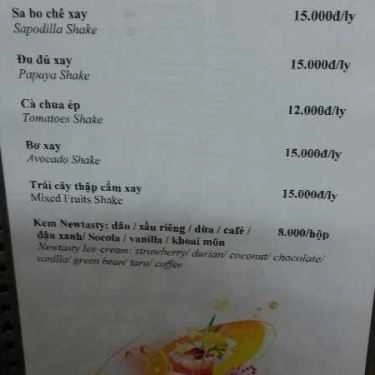 Sa bo chê xay 15.000đ/ly
Sapodilla Shake
Đu đủ xay 15.000đ/ly
Papaya Shake
Cà chua ép 12.000đ/ly
Tomatoes Shake
Bơ xay 15.000đ/ly
Avocado Shake
Trái cây thập cẩm xay 15.000đ/ly
Mixed Fruits Shake
Kem Newtasty: dâu / sầu riêng / dừa / café / 8.000/hộp
đậu xanh/ Socola / vanilla / khoai môn
Newtasty Ice-cream: strawberry/ durian/ coconut/ chocolate/
vanilla/ green bean/ taro/ coffee